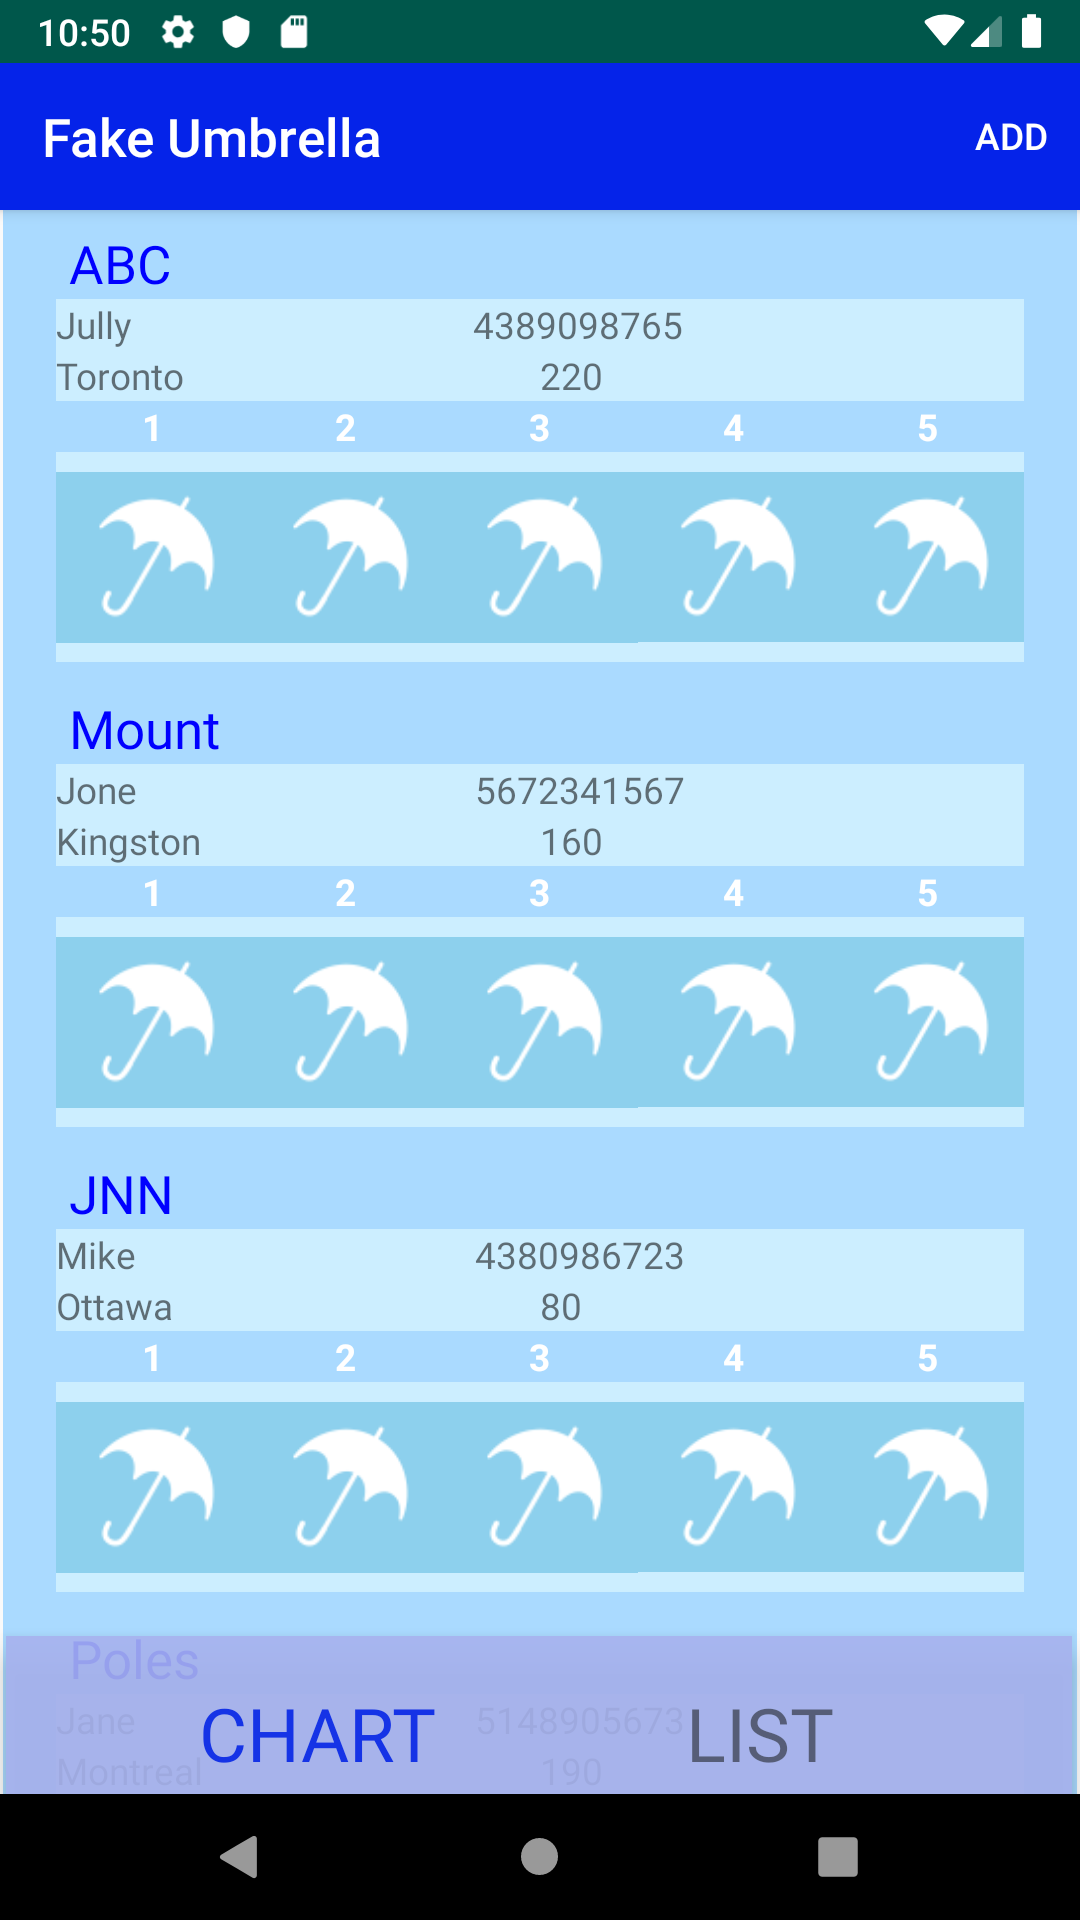 10:50
Fake Umbrella ADD
ABC
Jully 4389098765
Toronto 220
1 2 3 4 5
Mount
Jone 5672341567
Kingston 160
1 2 3 4 5
JNN
Mike 4380986723
Ottawa 80
1 2 3 4 5
Poles
Jane 5148905673
CHART LIST
Montreal 190